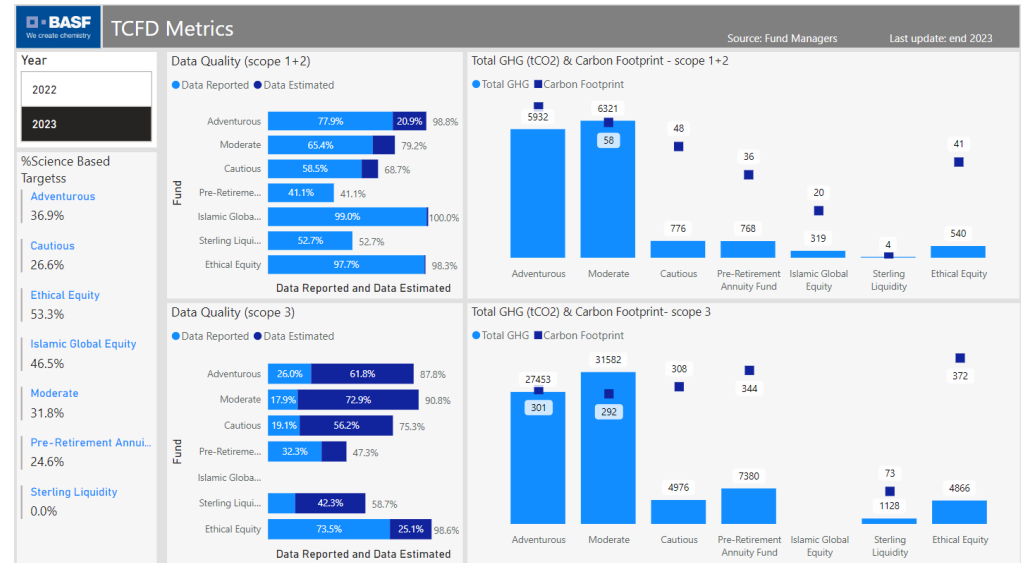 BASF
We create chemistry
TCFD Metrics
Source: Fund Managers
Last update: end 2023
Year
2022
2023
%Science Based
Targetss
Adventurous
36.9%
Cautious
26.6%
Ethical Equity
53.3%
Islamic Global Equity
46.5%
Moderate
31.8%
Pre-Retirement Annui...
24.6%
Sterling Liquidity
0.0%
Data Quality (scope 1+2)
Data Reported Data Estimated
Fund
Adventurous 77.9% 20.9% 98.8%
Moderate 65.4% 79.2%
Cautious 58.5% 68.7%
Pre-Retireme... 41.1% 41.1%
Islamic Globa... 99.0% 100.0%
Sterling Liqui... 52.7% 52.7%
Ethical Equity 97.7% 98.3%
Data Reported and Data Estimated
Total GHG (tCO2) & Carbon Footprint - scope 1+2
Total GHG Carbon Footprint
5932
6321
58
48
776
36
768
20
319
4
41
540
Adventurous
Moderate
Cautious
Pre-Retirement
Annuity Fund
Islamic Global
Equity
Sterling
Liquidity
Ethical Equity
Data Quality (scope 3)
Data Reported Data Estimated
Fund
Adventurous 26.0% 61.8% 87.8%
Moderate 17.9% 72.9% 90.8%
Cautious 19.1% 56.2% 75.3%
Pre-Retireme... 32.3% 47.3%
Islamic Globa...
Sterling Liqui... 42.3% 58.7%
Ethical Equity 73.5% 25.1% 98.6%
Data Reported and Data Estimated
Total GHG (tCO2) & Carbon Footprint- scope 3
Total GHG Carbon Footprint
27453
301
31582
292
308
4976
344
7380
73
1128
372
4866
Adventurous
Moderate
Cautious
Pre-Retirement
Annuity Fund
Islamic Global
Equity
Sterling
Liquidity
Ethical Equity